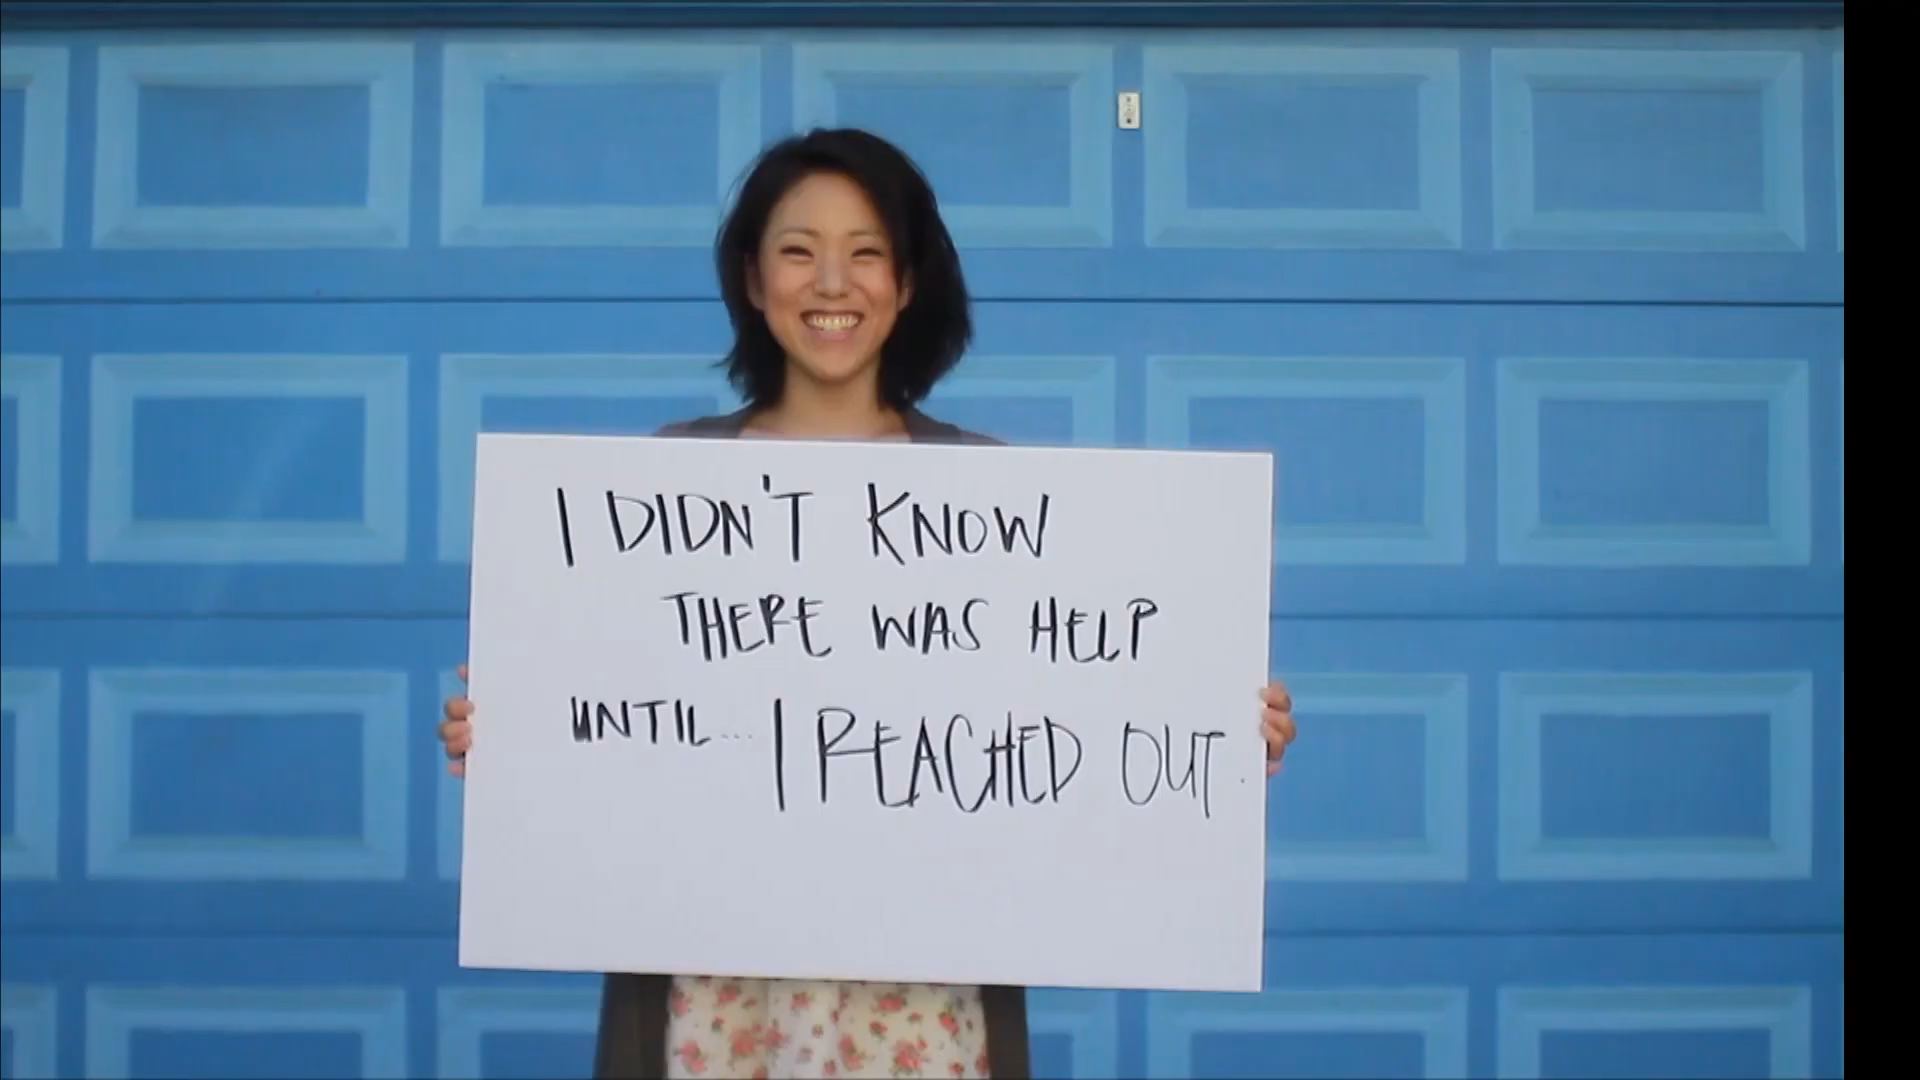 I DIDN'T KNOW
THERE WAS HELP
UNTIL... I REACHED OUT.